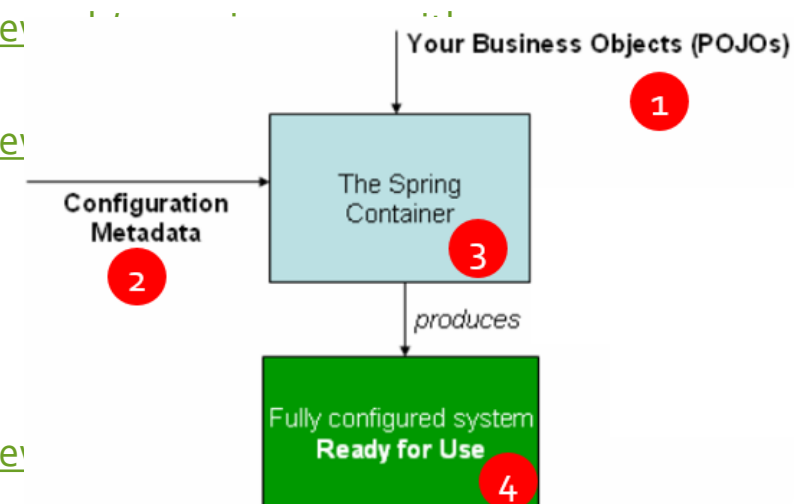 Your Business Objects (POJOs)
1
Configuration
Metadata
2
The Spring
Container
3
produces
Fully configured system
Ready for Use
4